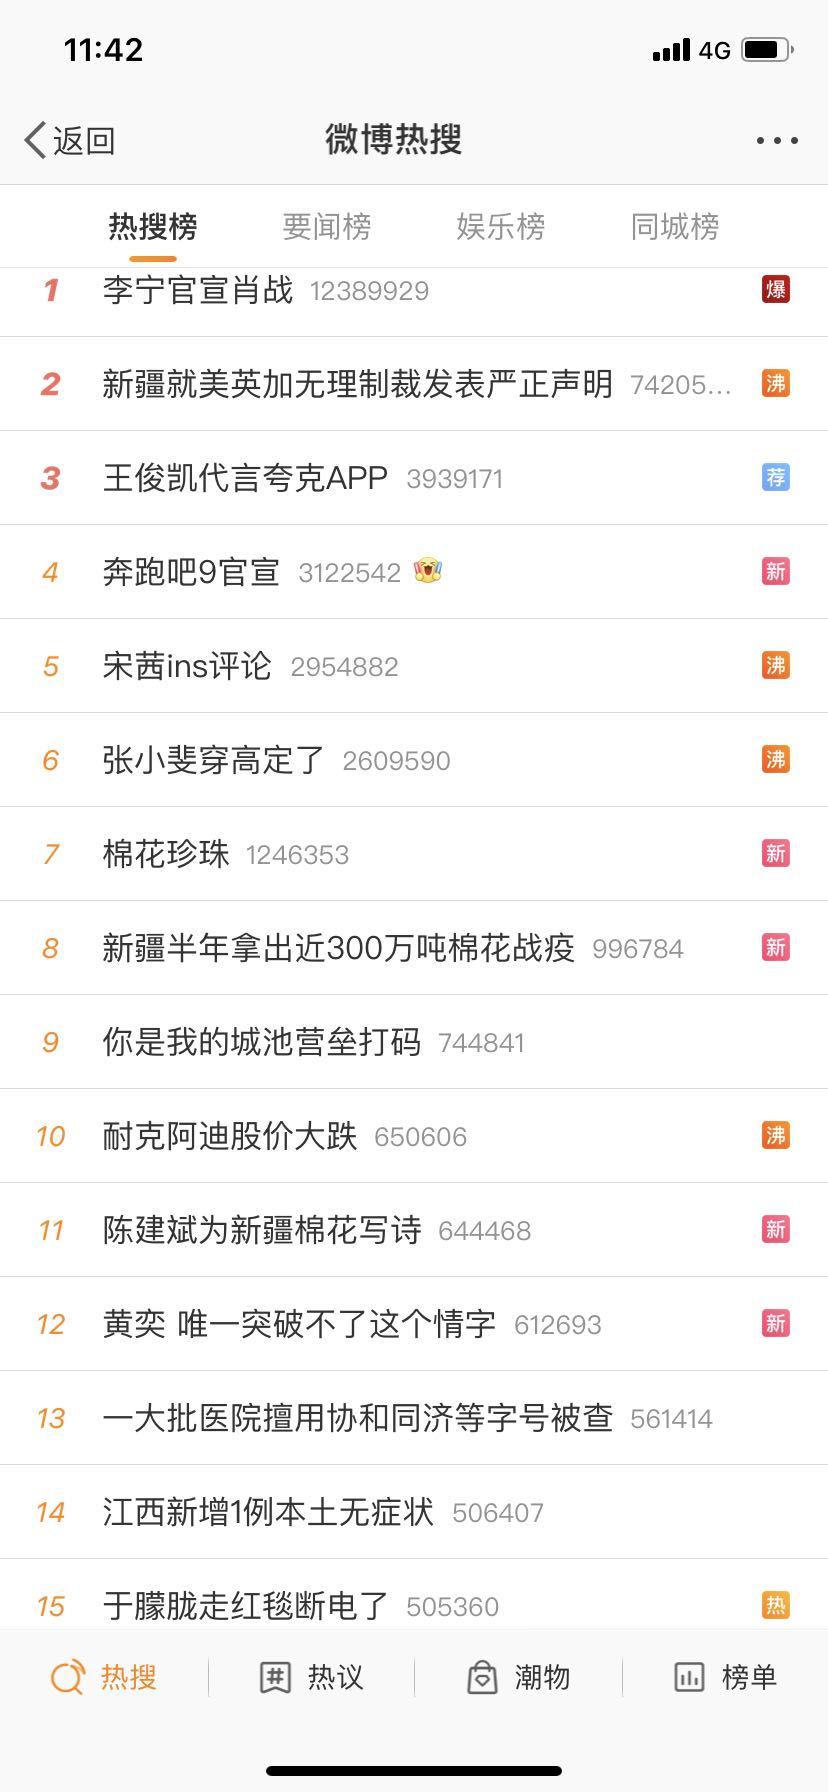 11:42 4G
返回 微博热搜
热搜榜 要闻榜 娱乐榜 同城榜
1 李宁官宣肖战 12389929 爆
2 新疆就美英加无理制裁发表严正声明 74205... 沸
3 王俊凯代言夸克APP 3939171 荐
4 奔跑吧9官宣 3122542 新
5 宋茜ins评论 2954882 沸
6 张小斐穿高定了 2609590 沸
7 棉花珍珠 1246353 新
8 新疆半年拿出近300万吨棉花战疫 996784 新
9 你是我的城池营垒打码 744841
10 耐克阿迪股价大跌 650606 沸
11 陈建斌为新疆棉花写诗 644468 新
12 黄奕 唯一突破不了这个情字 612693 新
13 一大批医院擅用协和同济等字号被查 561414
14 江西新增1例本土无症状 506407
15 于朦胧走红毯断电了 505360 热
热搜 热议 潮物 榜单